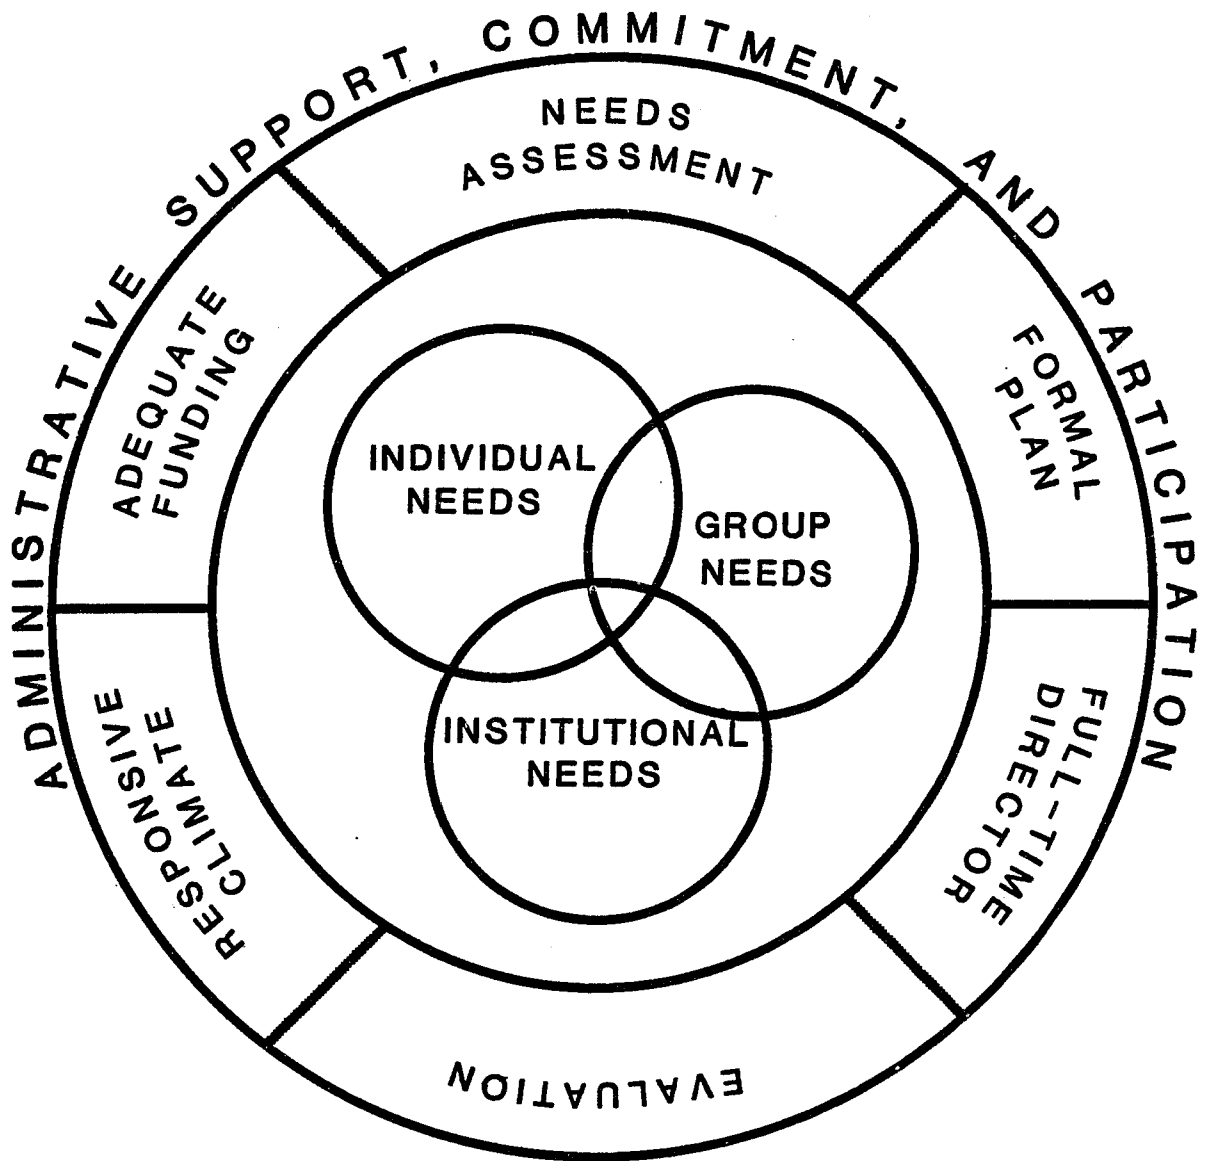 ADMINISTRATIVE SUPPORT, COMMITMENT, AND PARTICIPATION
NEEDS
ASSESSMENT
FORMAL
PLAN
FULL-TIME
DIRECTOR
EVALUATION
RESPONSIVE
CLIMATE
ADEQUATE
FUNDING
INDIVIDUAL
NEEDS
GROUP
NEEDS
INSTITUTIONAL
NEEDS